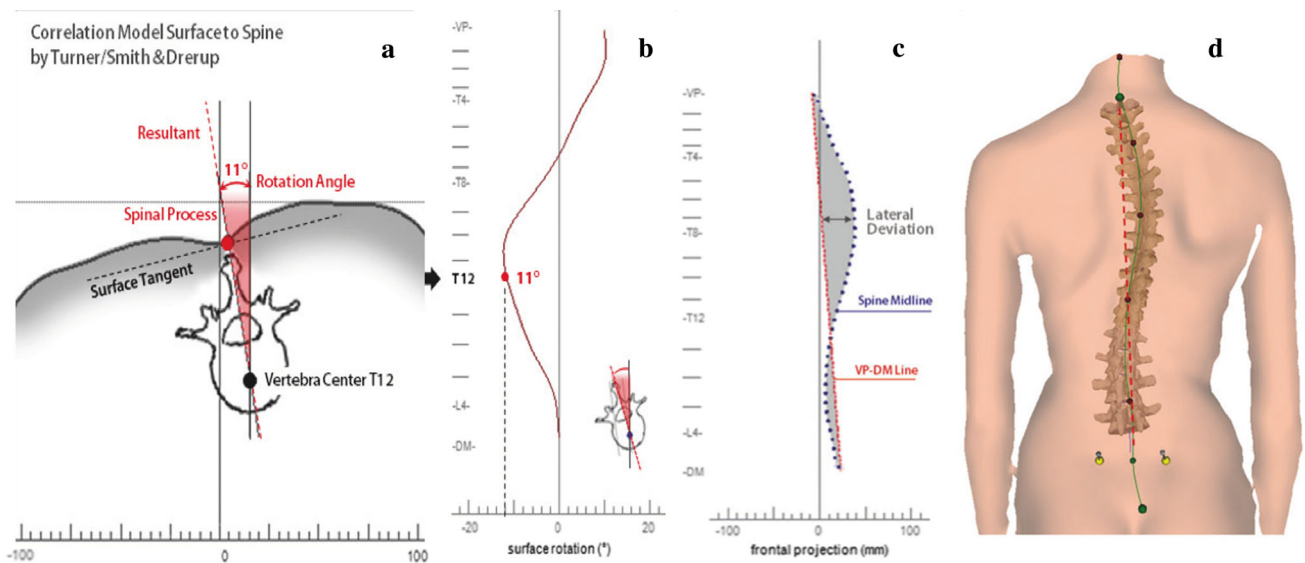 Correlation Model Surface to Spine
by Turner/Smith & Drerup
a
Resultant
11°
Rotation Angle
Spinal Process
Surface Tangent
Vertebra Center T12
-100
0
100
b
-VP-
-T4-
-T8-
T12
11°
-L4-
-DM-
-20
0
20
surface rotation (°)
c
-VP-
-T4-
Lateral
Deviation
-T8-
Spine Midline
-T12
VP-DM Line
-L4-
-DM
-100
0
100
frontal projection (mm)
d